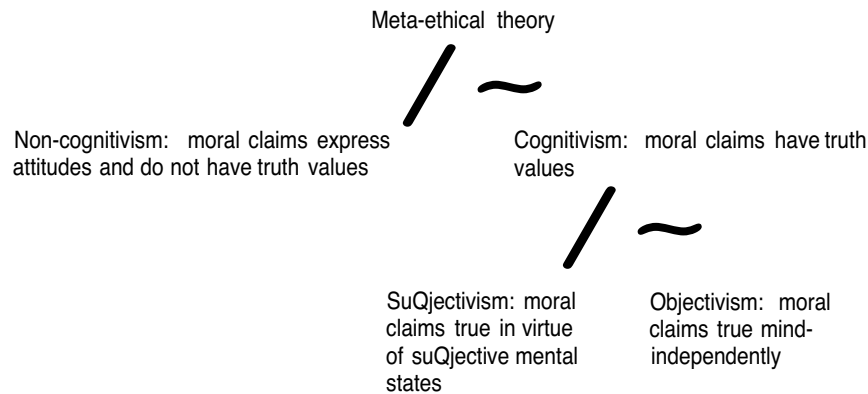 Meta-ethical theory
Non-cognitivism: moral claims express
attitudes and do not have truth values
Cognitivism: moral claims have truth
values
SuQjectivism: moral
claims true in virtue
of suQjective mental
states
Objectivism: moral
claims true mind-
independently